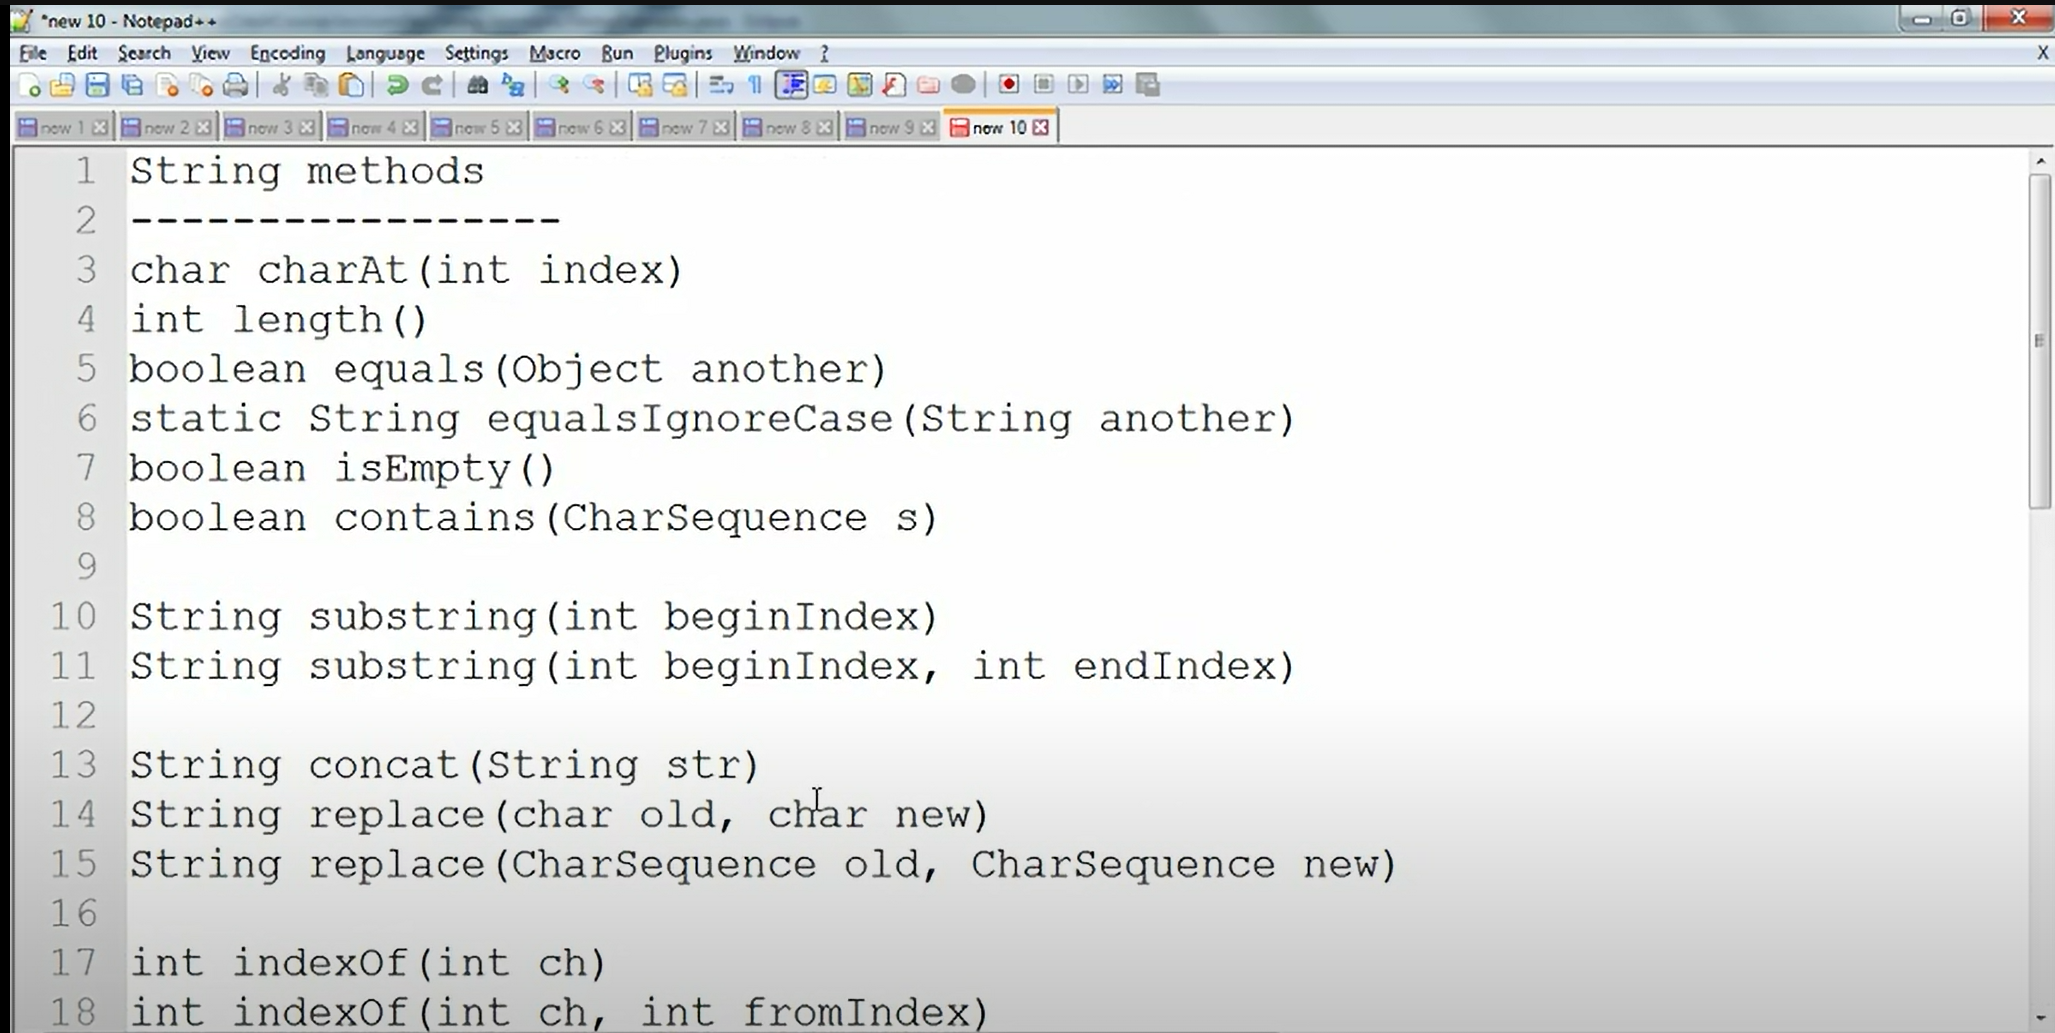 *new 10 - Notepad++
File Edit Search View Encoding Language Settings Macro Run Plugins Window ? X
new 1 new 2 new 3 new 4 new 5 new 6 new 7 new 8 new 9 new 10
1 String methods
2 -----------------
3 char charAt(int index)
4 int length()
5 boolean equals(Object another)
6 static String equalsIgnoreCase(String another)
7 boolean isEmpty()
8 boolean contains(CharSequence s)
9
10 String substring(int beginIndex)
11 String substring(int beginIndex, int endIndex)
12
13 String concat(String str)
14 String replace(char old, char new)
15 String replace(CharSequence old, CharSequence new)
16
17 int indexOf(int ch)
18 int indexOf(int ch, int fromIndex)